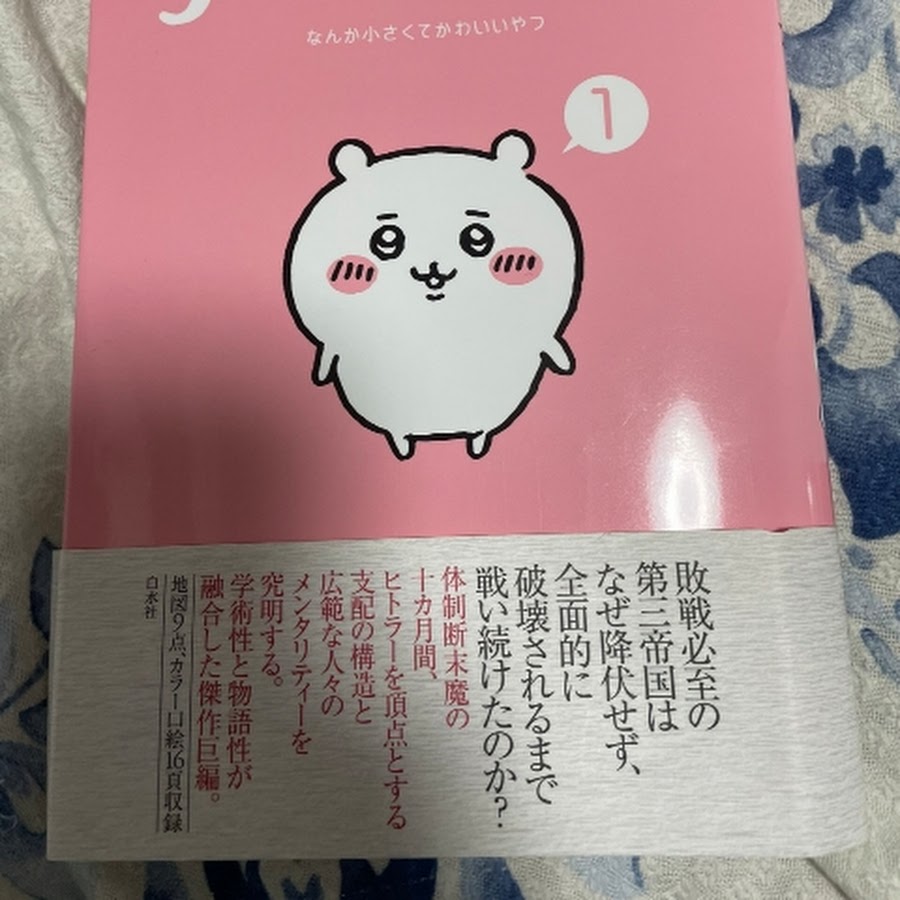 なんか小さくてかわいいやつ
1
敗戦必至の
第三帝国は
なぜ降伏せず、
全面的に
破壊されるまで
戦い続けたのか?
体制断末魔の
十カ月間、
ヒトラーを頂点とする
支配の構造と
広範な人々の
メンタリティーを
究明する。
学術性と物語性が
融合した傑作巨編。
地図9点、カラー口絵16頁収録
白水社